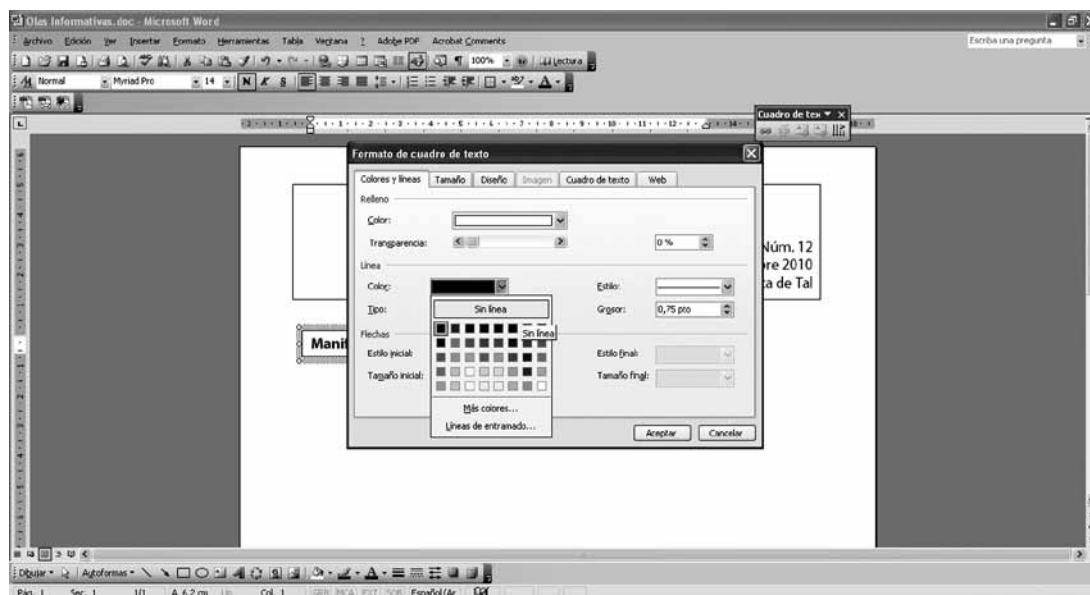 Olas Informativas.doc - Microsoft Word
Archivo Edición Ver Insertar Formato Herramientas Tabla Ventana ? Adobe PDF Acrobat Comments
Escriba una pregunta
100% Lectura
Normal Myriad Pro 14 N K S
Cuadro de tex
Formato de cuadro de texto
Colores y líneas Tamaño Diseño Imagen Cuadro de texto Web
Relleno
Color:
Transparencia: 0 %
Línea
Color: Estilo:
Tipo: Sin línea Grosor: 0,75 pto
Sin línea
Flechas
Estilo inicial: Estilo final:
Tamaño inicial: Tamaño final:
Más colores...
Líneas de entramado...
Aceptar Cancelar
Núm. 12
re 2010
a de Tal
Manif
Dibujar Autoformas
Pág. 1 Sec. 1 1/1 A 6,2 cm Lín. Col. 1 GRB MCA EXT SOB Español (Ar